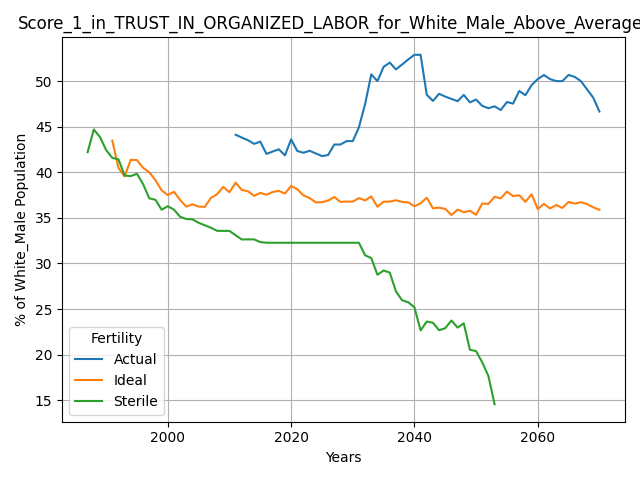 Score_1_in_TRUST_IN_ORGANIZED_LABOR_for_White_Male_Above_Average
% of White_Male Population
50
45
40
35
30
25
20
15
Fertility
Actual
Ideal
Sterile
2000
2020
2040
2060
Years